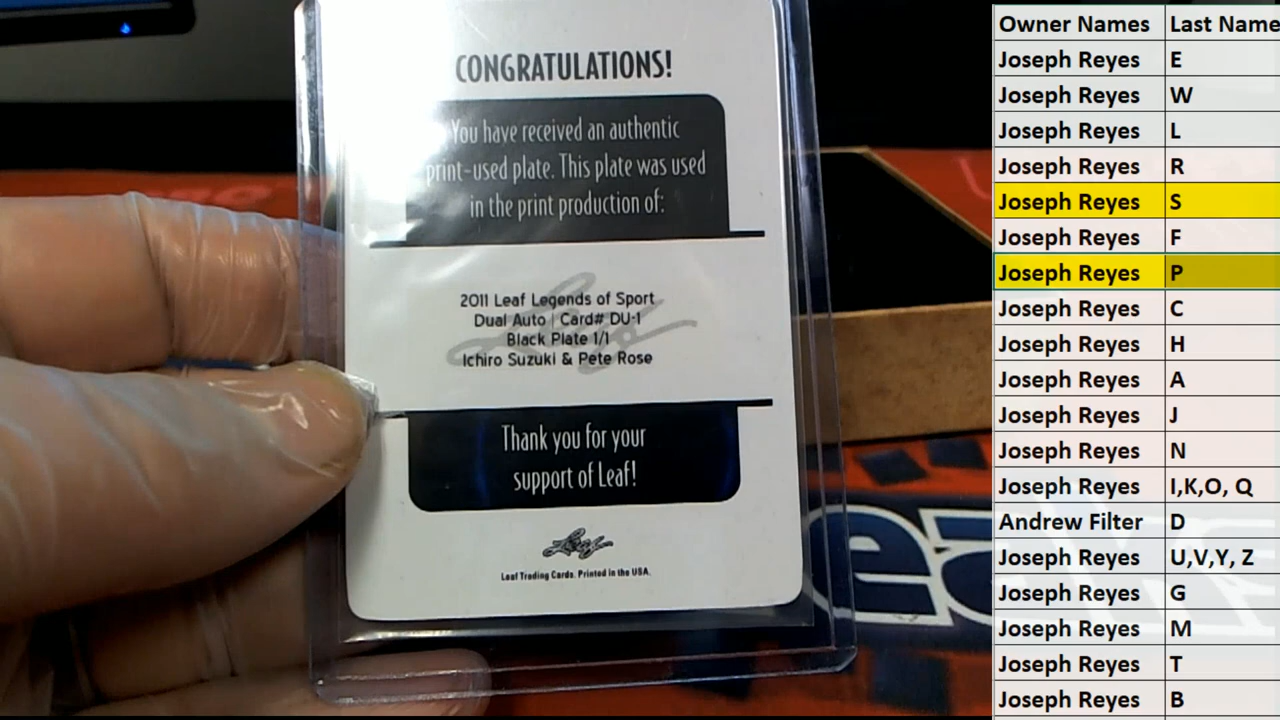 CONGRATULATIONS!
You have received an authentic
print-used plate. This plate was used
in the print production of:
2011 Leaf Legends of Sport
Dual Auto Card# DU-1
Black Plate 1/1
Ichiro Suzuki & Pete Rose
Thank you for your
support of Leaf!
Leaf
Leaf Trading Cards. Printed in the USA.
Owner Names Last Name
Joseph Reyes E
Joseph Reyes W
Joseph Reyes L
Joseph Reyes R
Joseph Reyes S
Joseph Reyes F
Joseph Reyes P
Joseph Reyes C
Joseph Reyes H
Joseph Reyes A
Joseph Reyes J
Joseph Reyes N
Joseph Reyes I,K,O, Q
Andrew Filter D
Joseph Reyes U,V,Y, Z
Joseph Reyes G
Joseph Reyes M
Joseph Reyes T
Joseph Reyes B